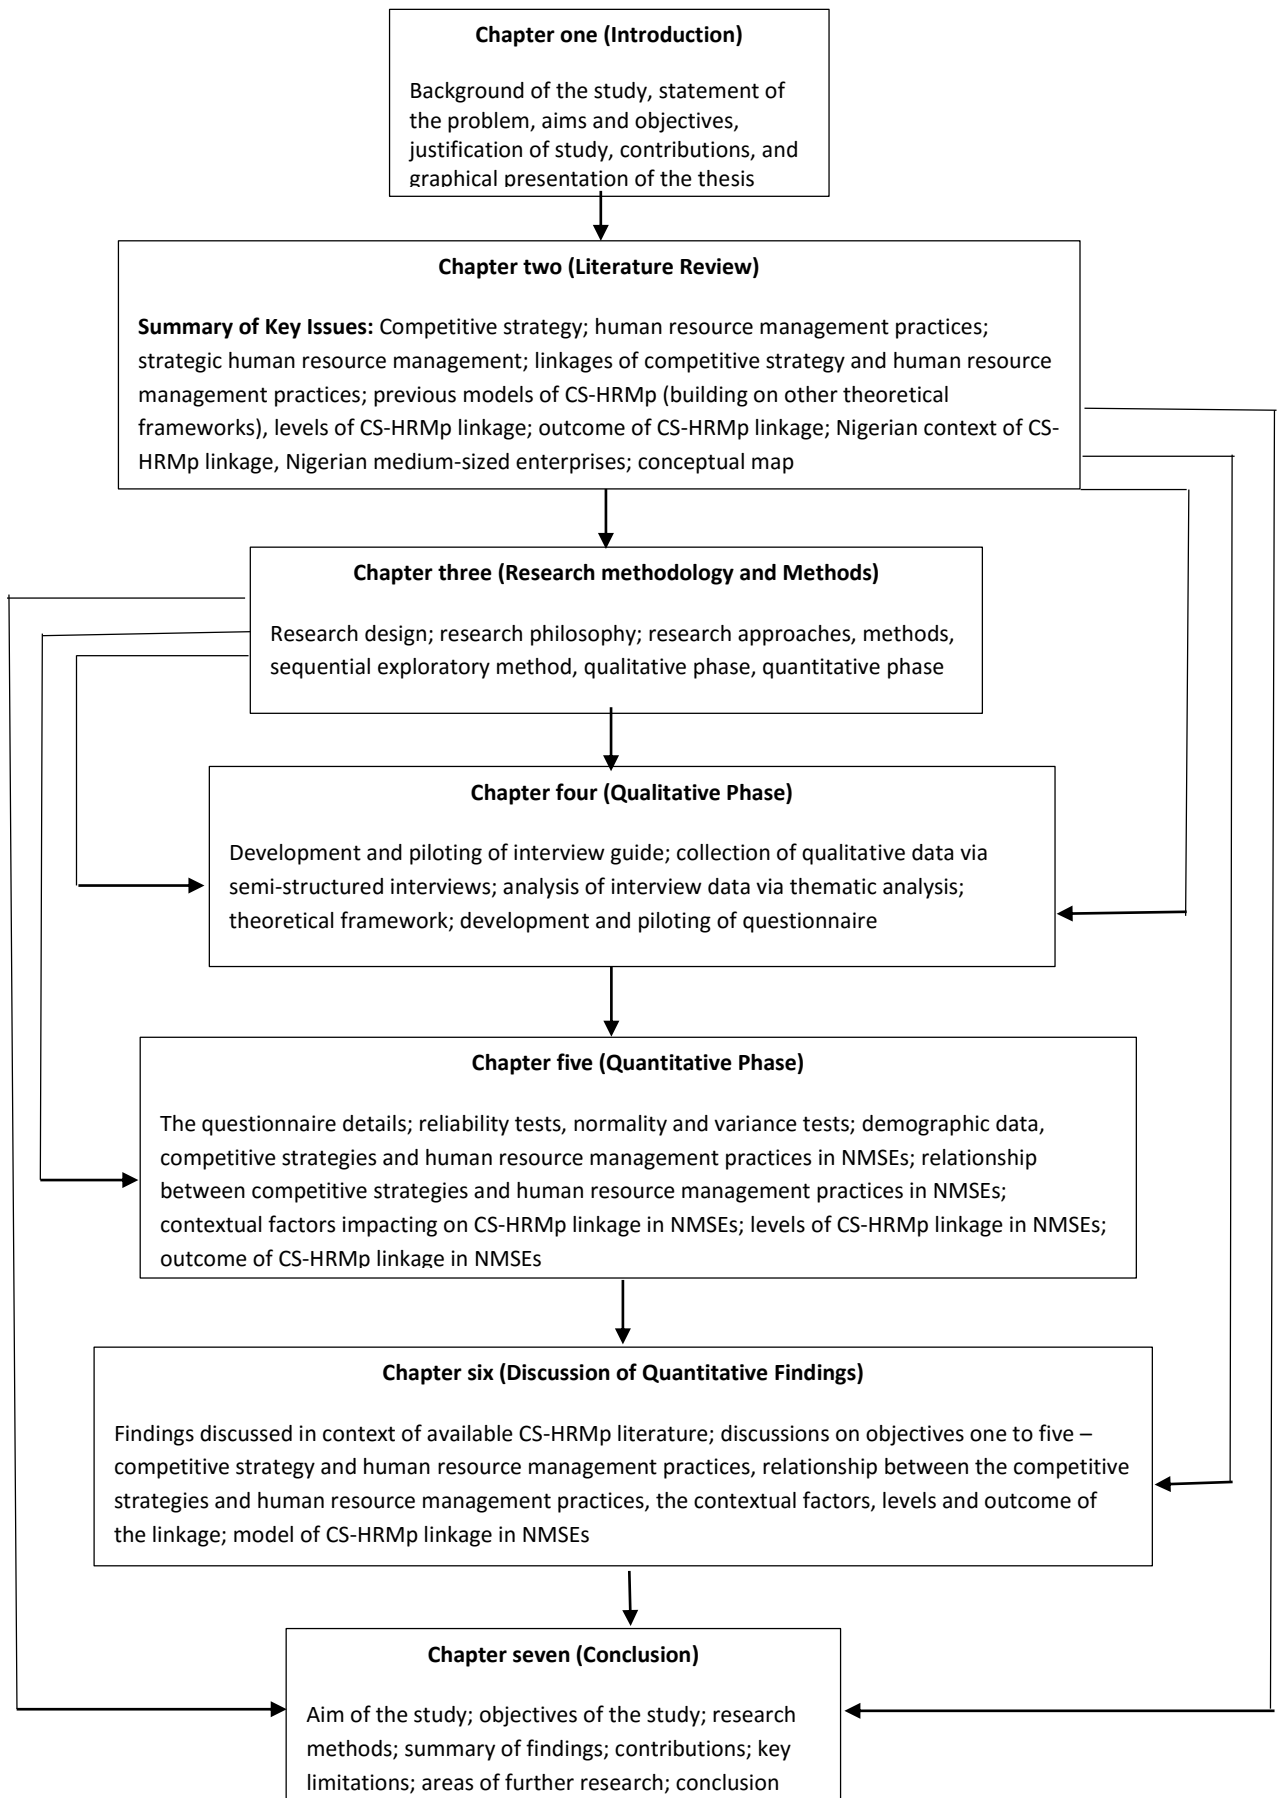 Chapter one (Introduction)
Background of the study, statement of
the problem, aims and objectives,
justification of study, contributions, and
graphical presentation of the thesis
Chapter two (Literature Review)
Summary of Key Issues: Competitive strategy; human resource management practices;
strategic human resource management; linkages of competitive strategy and human resource
management practices; previous models of CS-HRMp (building on other theoretical
frameworks), levels of CS-HRMp linkage; outcome of CS-HRMp linkage; Nigerian context of CS-
HRMp linkage, Nigerian medium-sized enterprises; conceptual map
Chapter three (Research methodology and Methods)
Research design; research philosophy; research approaches, methods,
sequential exploratory method, qualitative phase, quantitative phase
Chapter four (Qualitative Phase)
Development and piloting of interview guide; collection of qualitative data via
semi-structured interviews; analysis of interview data via thematic analysis;
theoretical framework; development and piloting of questionnaire
Chapter five (Quantitative Phase)
The questionnaire details; reliability tests, normality and variance tests; demographic data,
competitive strategies and human resource management practices in NMSEs; relationship
between competitive strategies and human resource management practices in NMSEs;
contextual factors impacting on CS-HRMp linkage in NMSEs; levels of CS-HRMp linkage in NMSEs;
outcome of CS-HRMp linkage in NMSEs
Chapter six (Discussion of Quantitative Findings)
Findings discussed in context of available CS-HRMp literature; discussions on objectives one to five –
competitive strategy and human resource management practices, relationship between the competitive
strategies and human resource management practices, the contextual factors, levels and outcome of
the linkage; model of CS-HRMp linkage in NMSEs
Chapter seven (Conclusion)
Aim of the study; objectives of the study; research
methods; summary of findings; contributions; key
limitations; areas of further research; conclusion